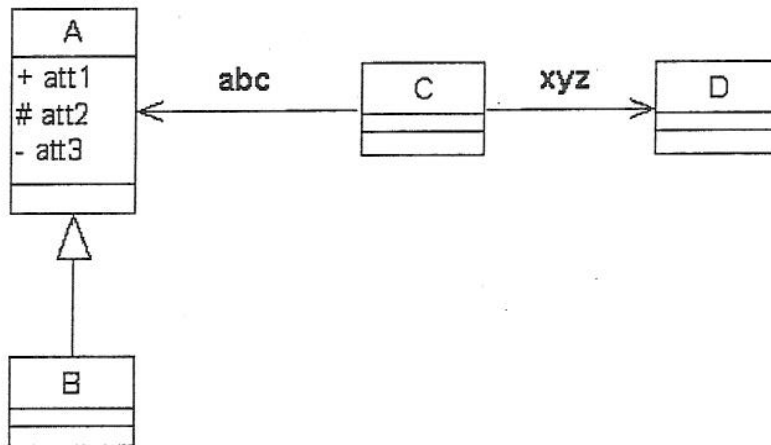 A
+ att1
# att2
- att3
abc
C
xyz
D
B